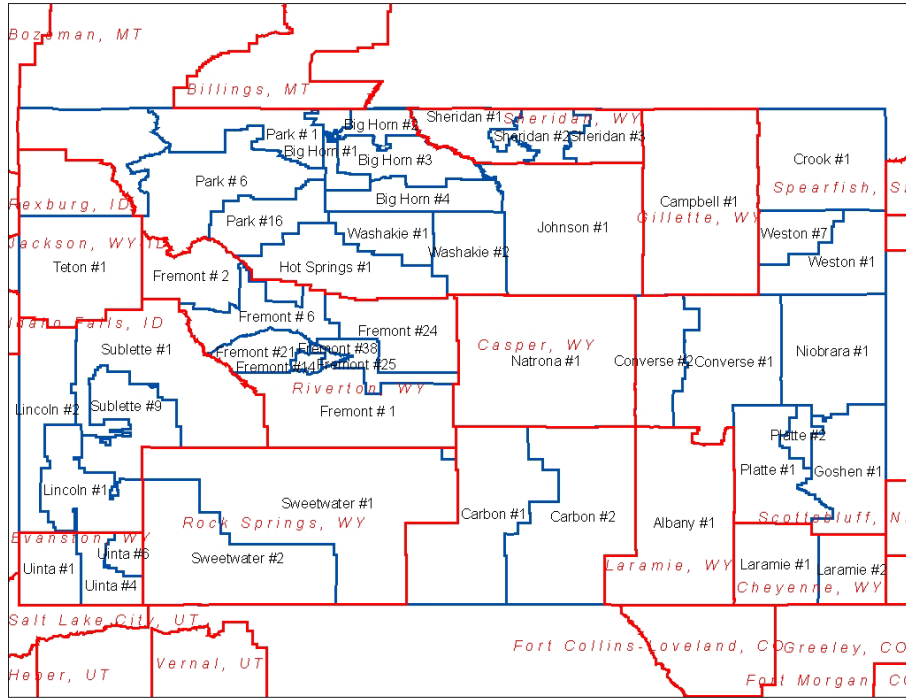 Bozeman, MT
Billings, MT
Sheridan #1
Sheridan, WY
Big Horn #2
Park # 1
Sheridan #2
Sheridan #3
Big Horn #1
Big Horn #3
Crook #1
Park # 6
Spearfish, S
Big Horn #4
Campbell #1
Rexburg, ID
Park #16
Gillette, WY
Washakie #1
Johnson #1
Weston #7
Jackson, WY-ID
Washakie #2
Weston #1
Teton #1
Hot Springs #1
Fremont # 2
Fremont # 6
Idaho Falls, ID
Fremont #24
Sublette #1
Fremont #38
Casper, WY
Fremont #21
Natrona #1
Converse #2
Converse #1
Niobrara #1
Fremont #14
Fremont #25
Riverton, WY
Lincoln #2
Sublette #9
Fremont # 1
Platte #2
Platte #1
Goshen #1
Lincoln #1
Sweetwater #1
Carbon #1
Carbon #2
Albany #1
Scottsbluff, N
Rock Springs, WY
Evanston, WY
Uinta #6
Sweetwater #2
Uinta #1
Laramie, WY
Laramie #1
Laramie #2
Uinta #4
Cheyenne, WY
Salt Lake City, UT
Fort Collins-Loveland, CO
Greeley, CO
Vernal, UT
Heber, UT
Fort Morgan, CO